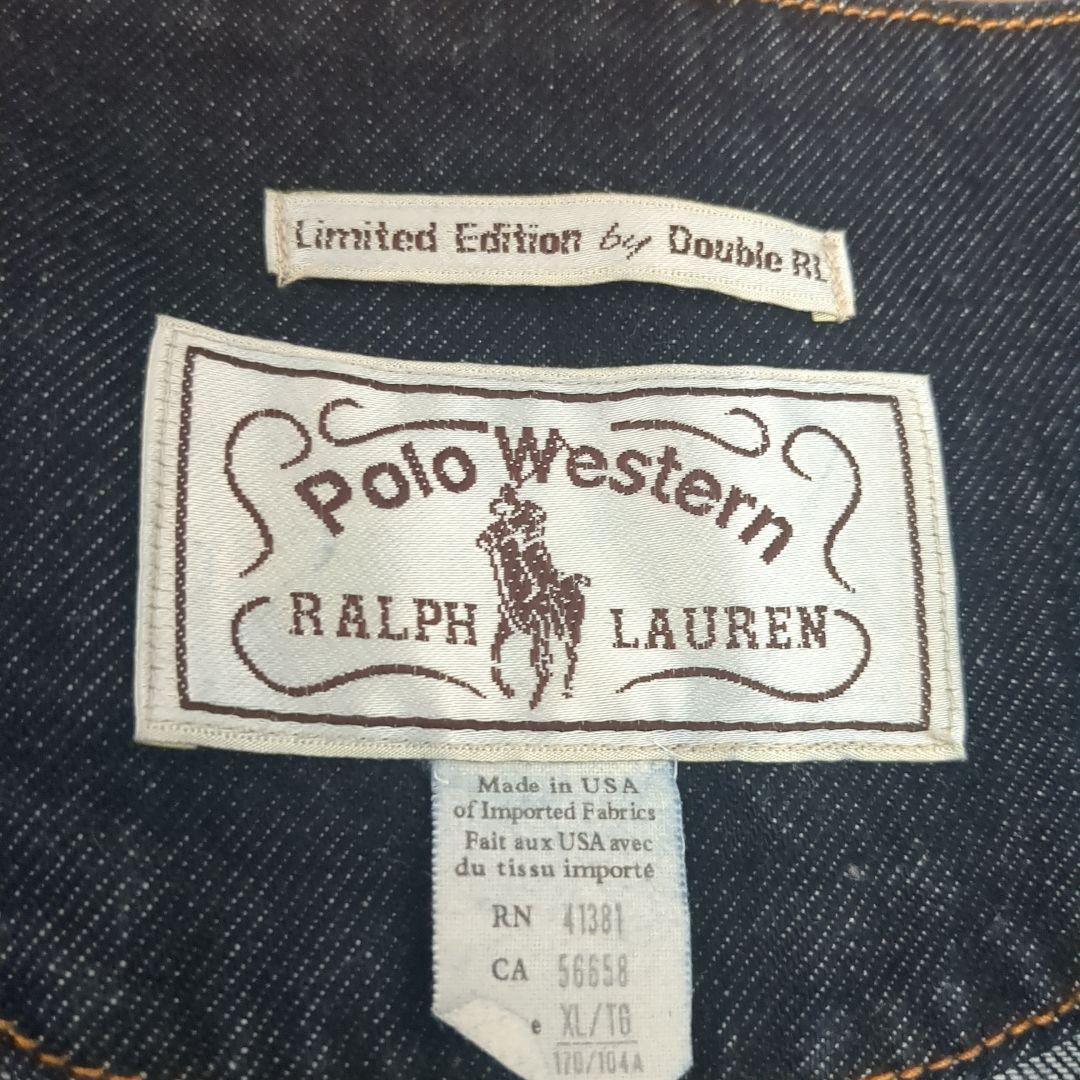 Limited Edition by Double RL
Polo Western
RALPH LAUREN
Made in USA
of Imported Fabrics
Fait aux USA avec
du tissu importé
RN 41381
CA 56658
e XL/TG
170/104A